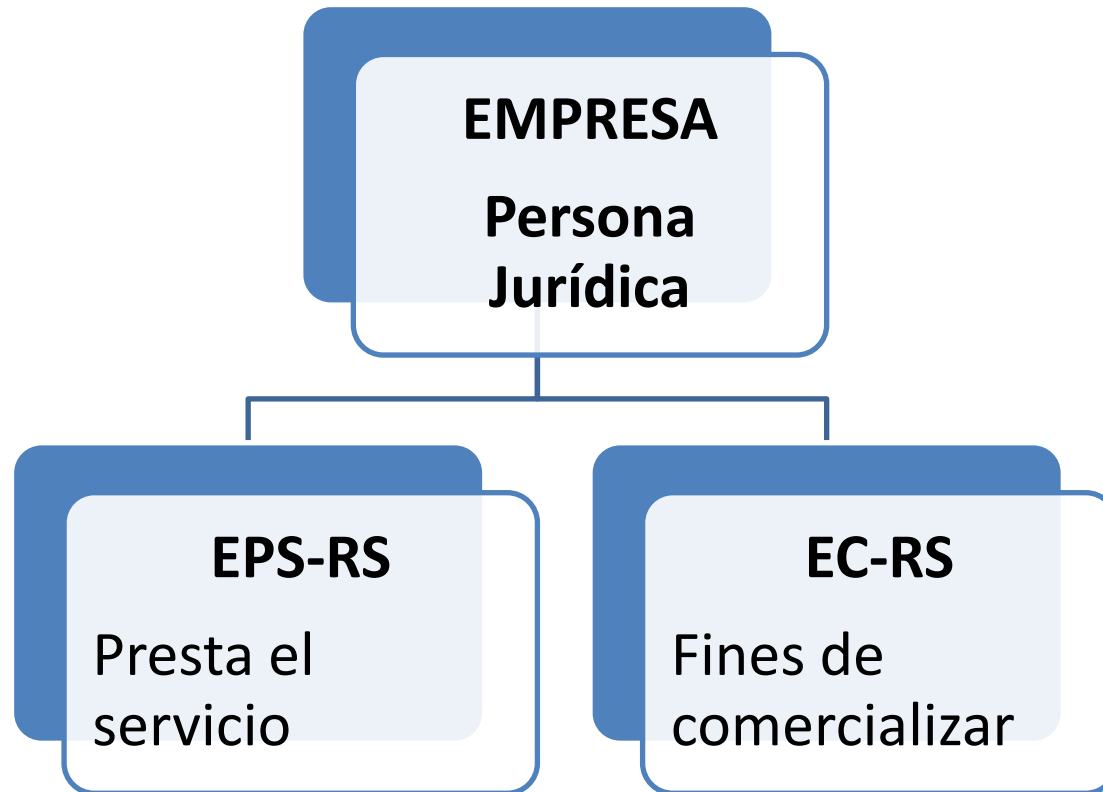 EMPRESA
Persona
Jurídica
EPS-RS
Presta el
servicio
EC-RS
Fines de
comercializar